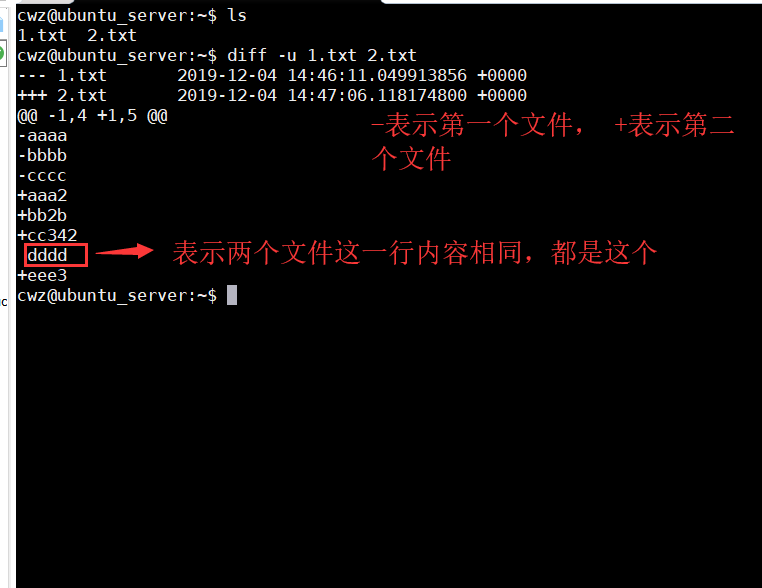 cwz@ubuntu_server:~$ ls
1.txt  2.txt
cwz@ubuntu_server:~$ diff -u 1.txt 2.txt
--- 1.txt       2019-12-04 14:46:11.049913856 +0000
+++ 2.txt       2019-12-04 14:47:06.118174800 +0000
@@ -1,4 +1,5 @@
-表示第一个文件， +表示第二
个文件
-aaaa
-bbbb
-cccc
+aaa2
+bb2b
+cc342
 dddd
表示两个文件这一行内容相同，都是这个
+eee3
cwz@ubuntu_server:~$